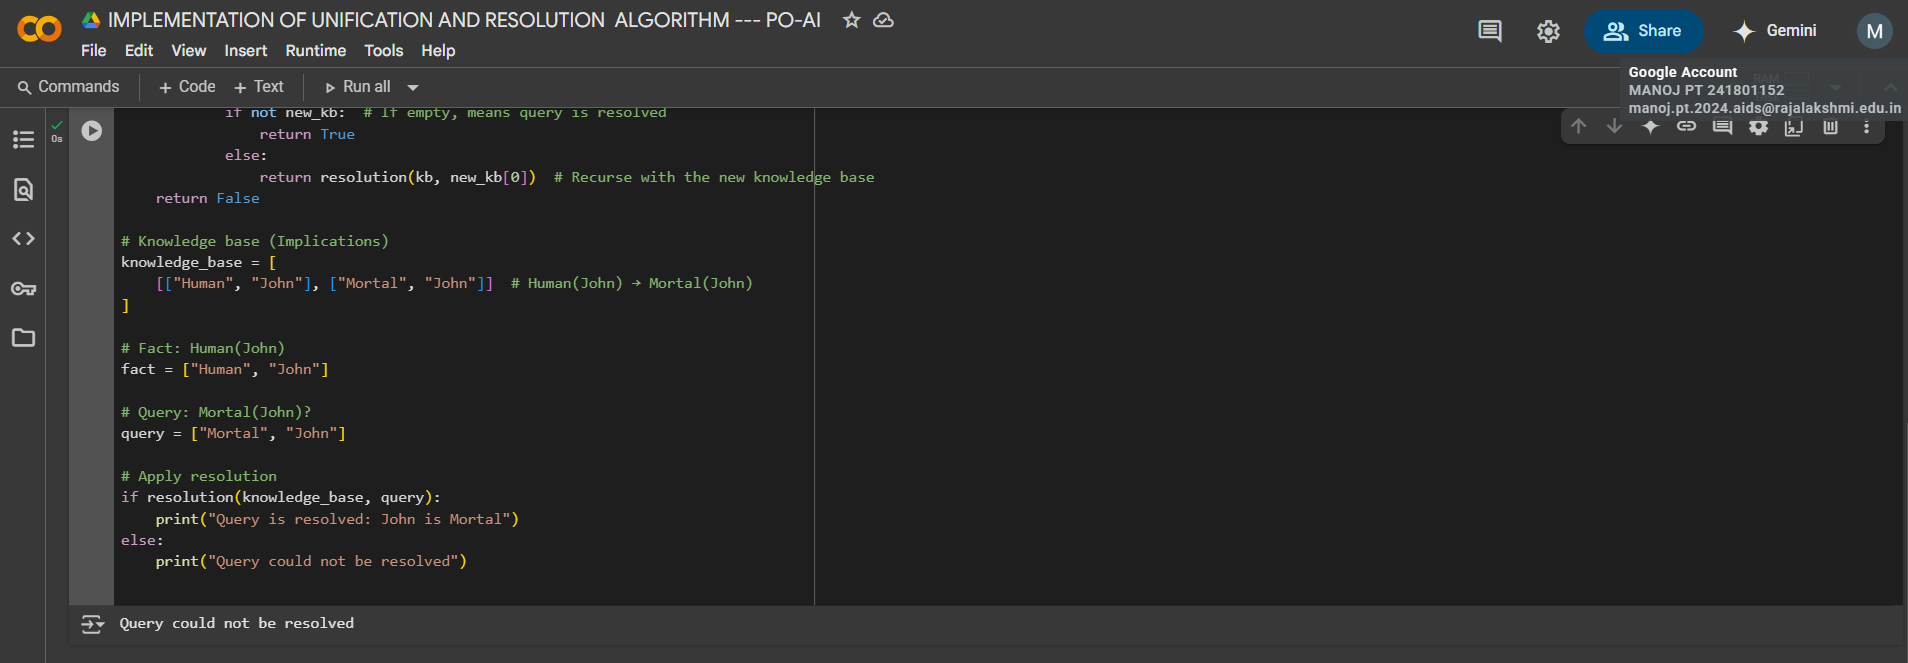 IMPLEMENTATION OF UNIFICATION AND RESOLUTION  ALGORITHM --- PO-AI
File Edit View Insert Runtime Tools Help
Share
Gemini
M
Commands + Code + Text Run all
RAM
Google Account
MANOJ PT 241801152
manoj.pt.2024.aids@rajalakshmi.edu.in
0s
            if not new_kb:  # If empty, means query is resolved
                return True
            else:
                return resolution(kb, new_kb[0])  # Recurse with the new knowledge base
    return False

# Knowledge base (Implications)
knowledge_base = [
    [["Human", "John"], ["Mortal", "John"]]  # Human(John) → Mortal(John)
]

# Fact: Human(John)
fact = ["Human", "John"]

# Query: Mortal(John)?
query = ["Mortal", "John"]

# Apply resolution
if resolution(knowledge_base, query):
    print("Query is resolved: John is Mortal")
else:
    print("Query could not be resolved")
Query could not be resolved